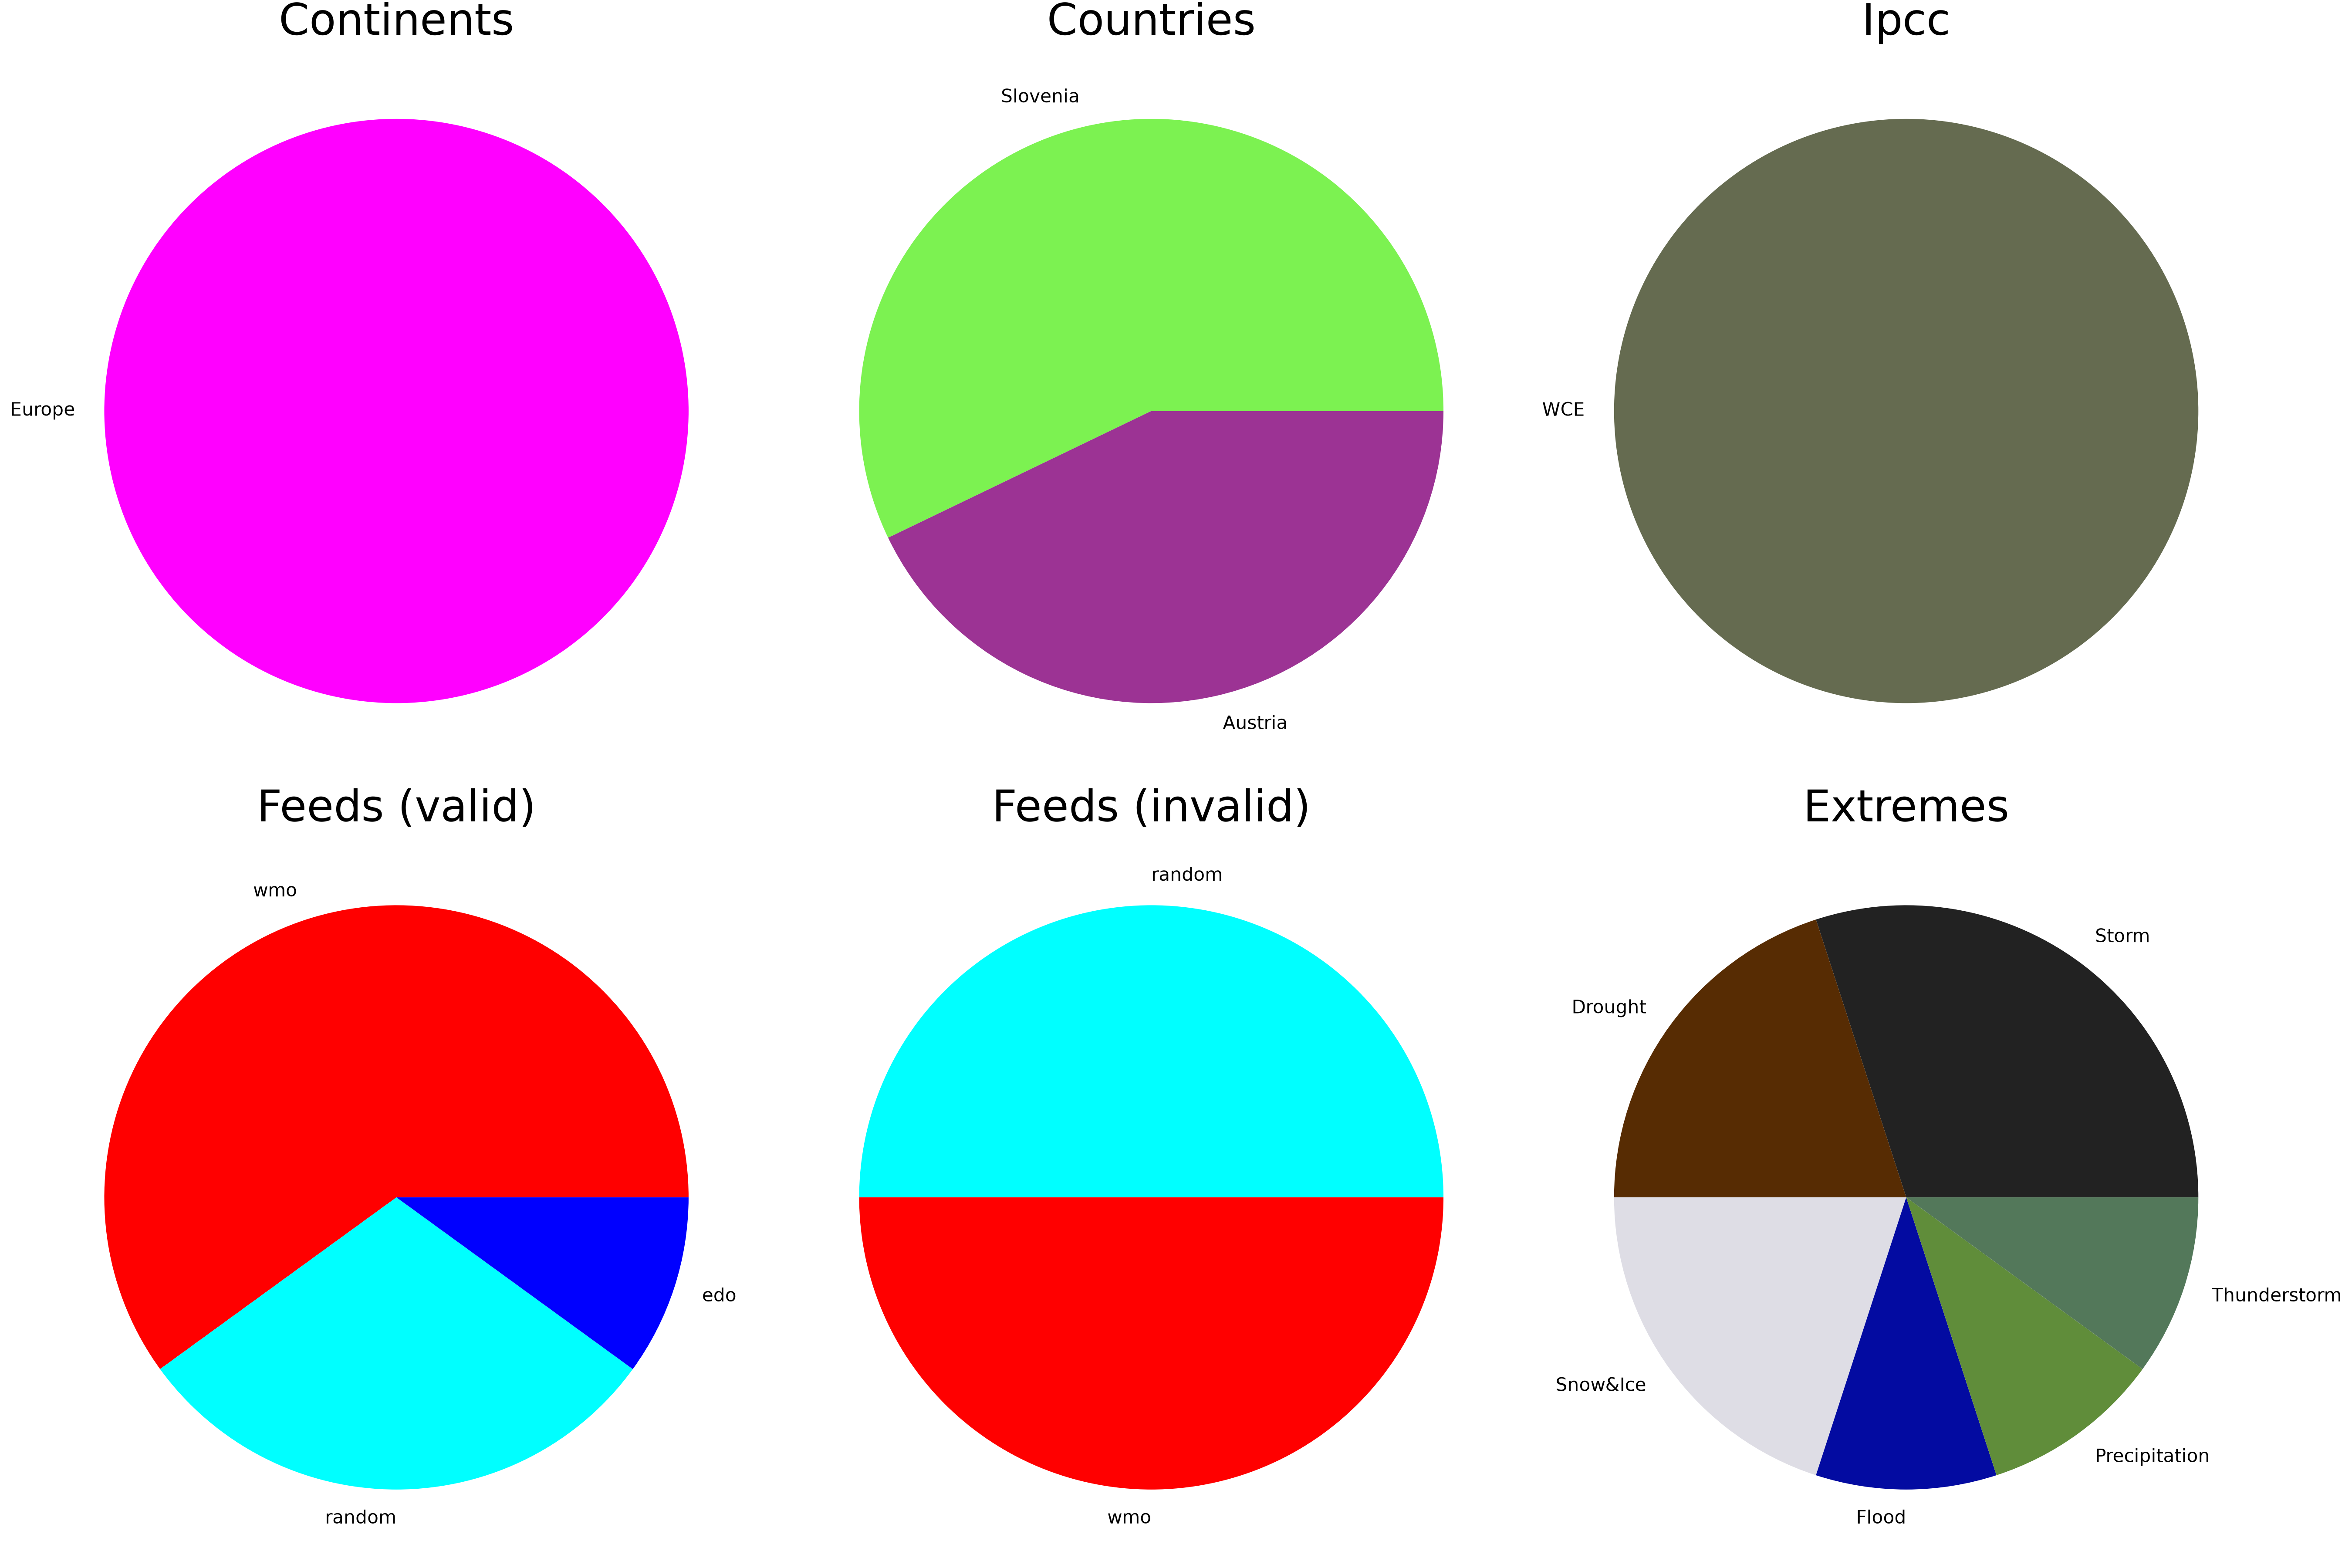 Continents
Countries
Ipcc
Slovenia
Europe
WCE
Austria
Feeds (valid)
Feeds (invalid)
Extremes
wmo
random
Storm
Drought
edo
Thunderstorm
Snow&Ice
Precipitation
random
wmo
Flood